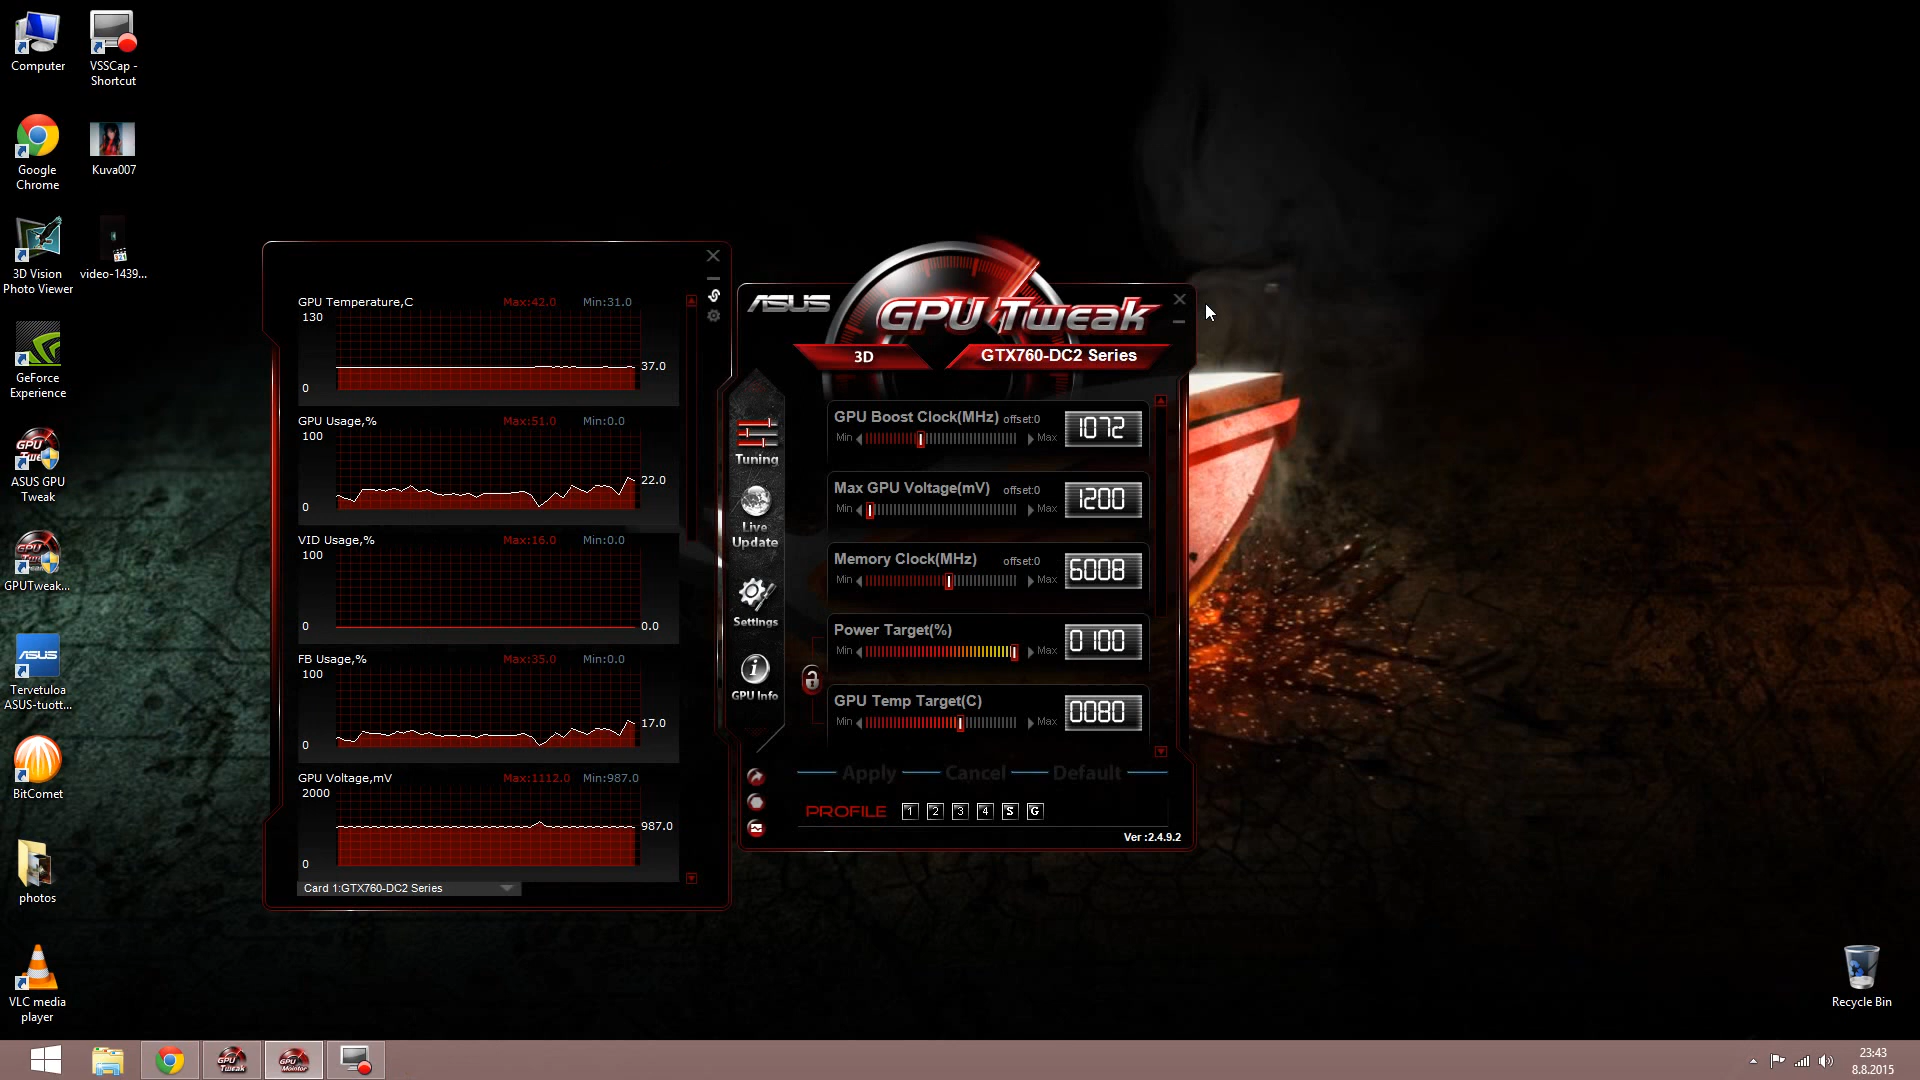 Computer
VSSCap -
Shortcut
Google
Chrome
Kuva007
3D Vision
Photo Viewer
video-1439...
GeForce
Experience
ASUS GPU
Tweak
GPUTweak...
ASUS
Tervetuloa
ASUS-tuott...
BitComet
photos
VLC media
player
GPU Temperature,C Max:42.0 Min:31.0
130
37.0
0
GPU Usage,% Max:51.0 Min:0.0
100
22.0
0
VID Usage,% Max:16.0 Min:0.0
100
0 0.0
FB Usage,% Max:35.0 Min:0.0
100
17.0
0
GPU Voltage,mV Max:1112.0 Min:987.0
2000
987.0
0
Card 1:GTX760-DC2 Series
ASUS GPU Tweak
3D GTX760-DC2 Series
Tuning
Live
Update
Settings
GPU Info
GPU Boost Clock(MHz) offset:0 1072
Min Max
Max GPU Voltage(mV) offset:0 1200
Min Max
Memory Clock(MHz) offset:0 6008
Min Max
Power Target(%) 0100
Min Max
GPU Temp Target(C) 0080
Min Max
Apply Cancel Default
PROFILE 1 2 3 4 S G
Ver :2.4.9.2
Recycle Bin
GPU Tweak
GPU Monitor
23:43
8.8.2015